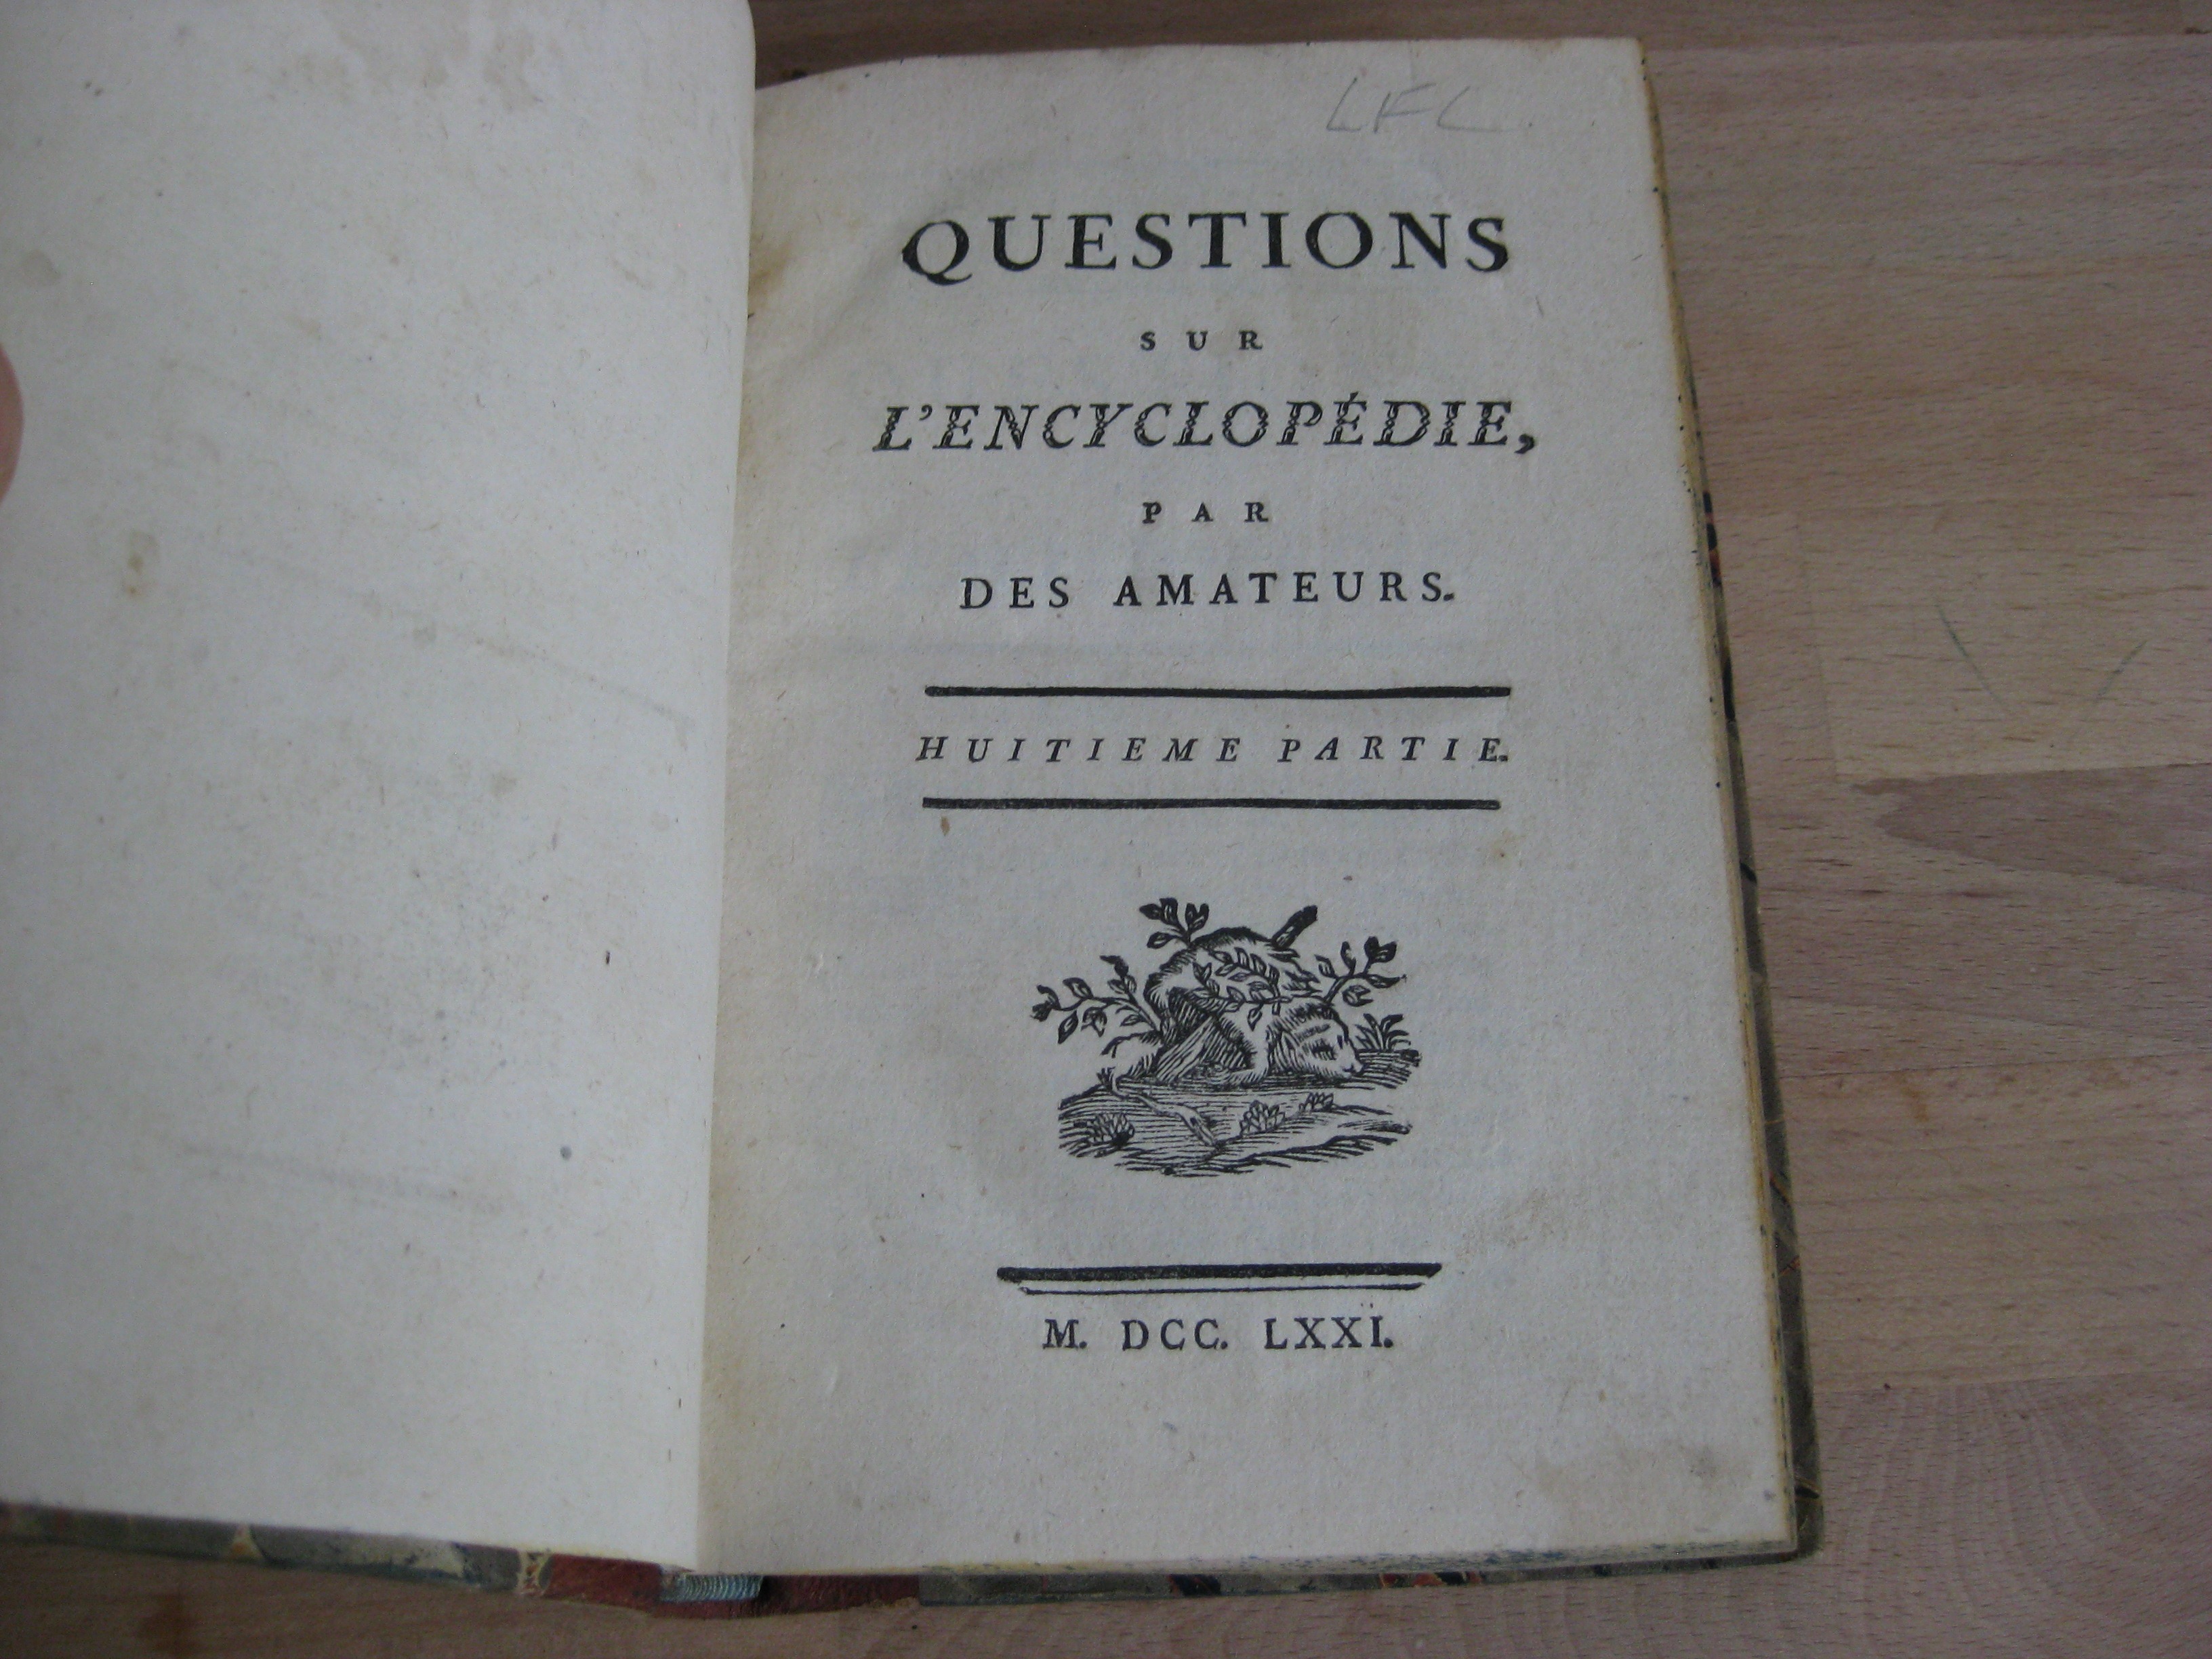 LFL
QUESTIONS
SUR
L'ENCYCLOPÉDIE,
PAR
DES AMATEURS.
HUITIEME PARTIE.
M. DCC. LXXI.